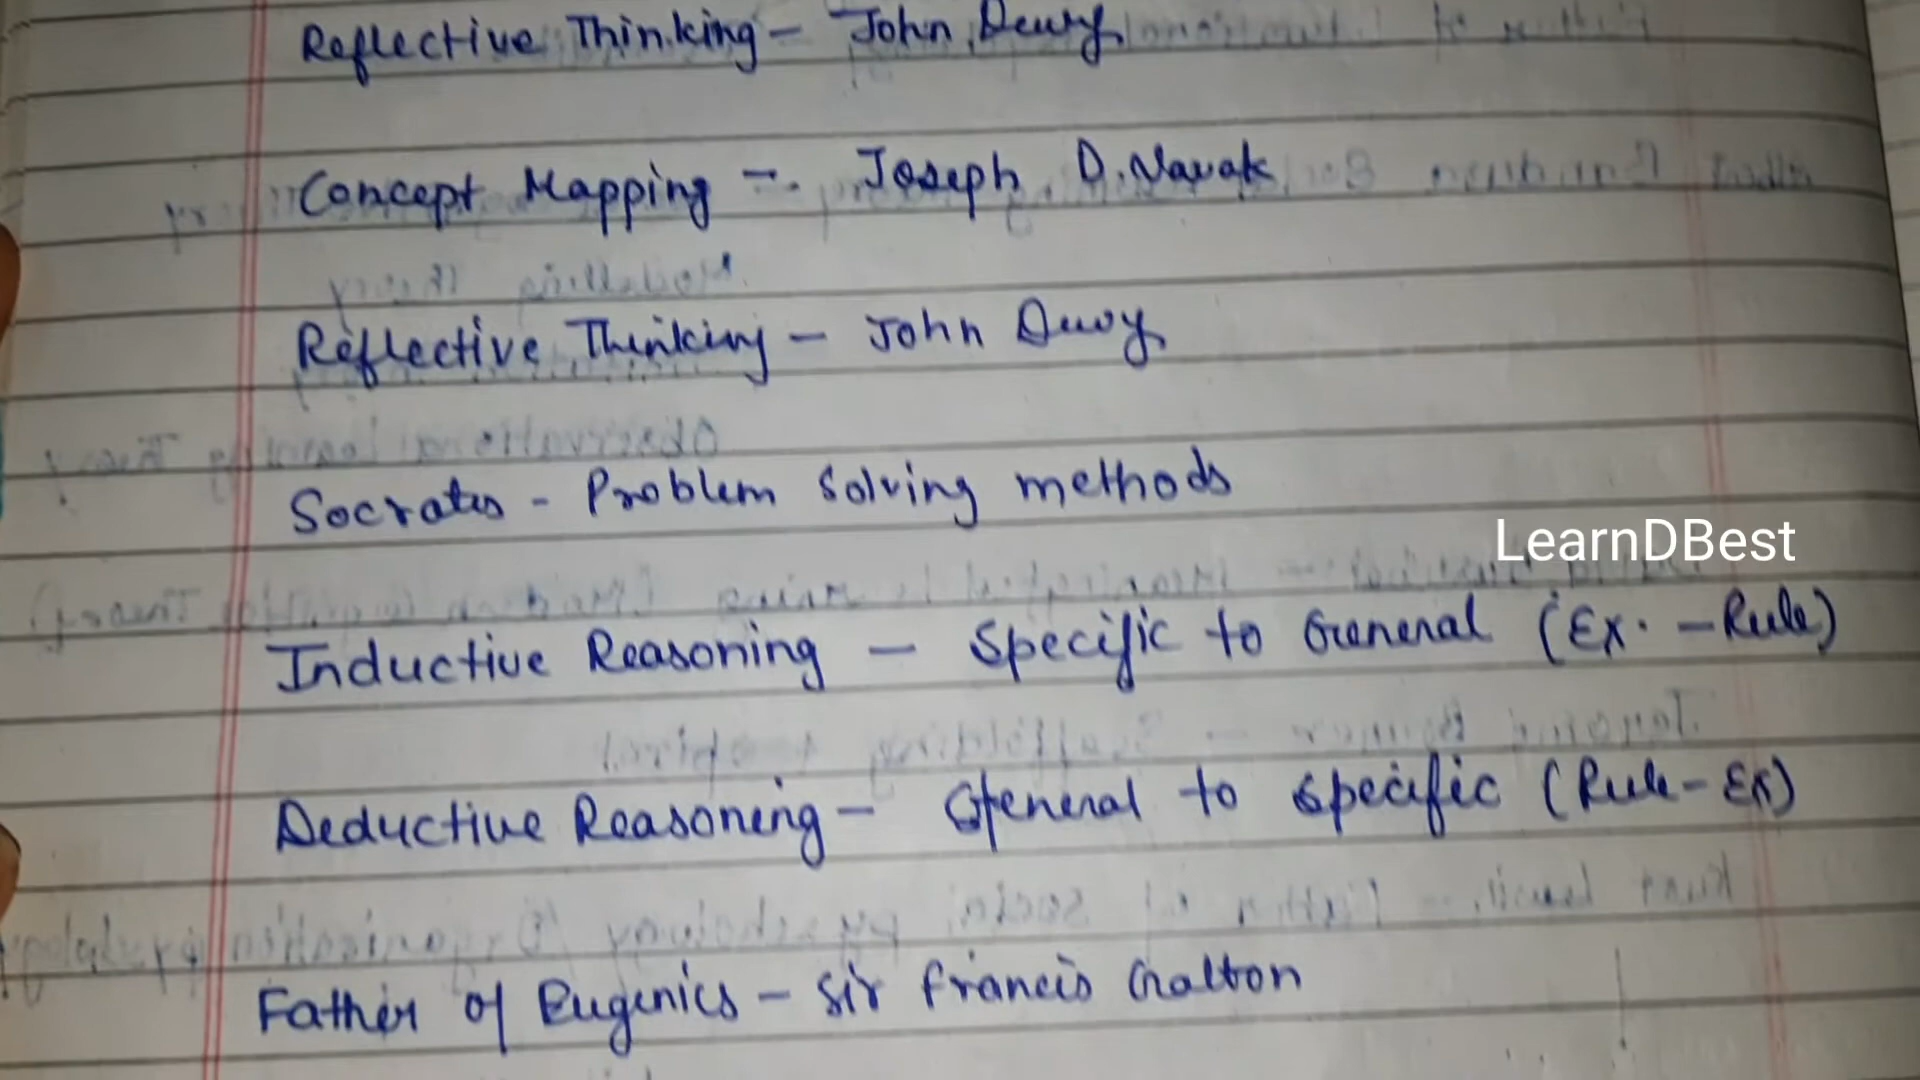 Reflective Thinking - John Dewy
Concept Mapping - Joseph D. Navak
Reflective Thinking - John Dewy
Socrates - Problem Solving methods
LearnDBest
Inductive Reasoning - Specific to General (Ex. - Rule)
Deductive Reasoning - General to specific (Rule - Ex)
Father of Eugenics - Sir Francis Galton